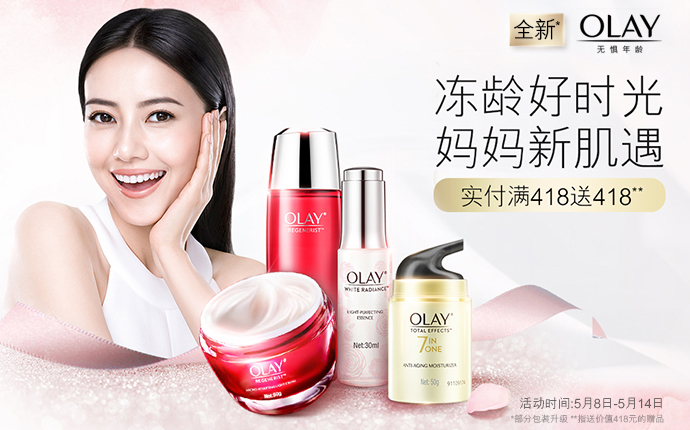 全新*
OLAY
无惧年龄
冻龄好时光
妈妈新肌遇
实付满418送418**
OLAY
REGENERIST™
OLAY
WHITE RADIANCE™
LIGHT-PERFECTING
ESSENCE
Net:30ml
OLAY
TOTAL EFFECTS™
7 IN ONE
ANTI-AGING MOISTURIZER
Net: 50g
OLAY
REGENERIST™
Net 50g
活动时间:5月8日-5月14日
*部分包装升级 **指送价值418元的赠品